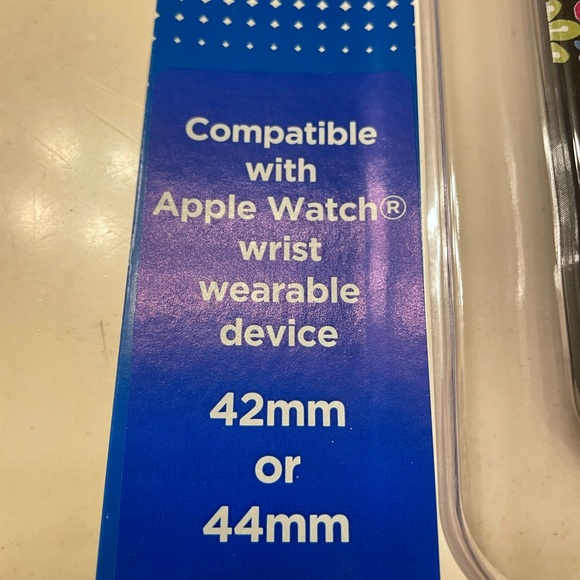 Compatible
with
Apple Watch®
wrist
wearable
device
42mm
or
44mm